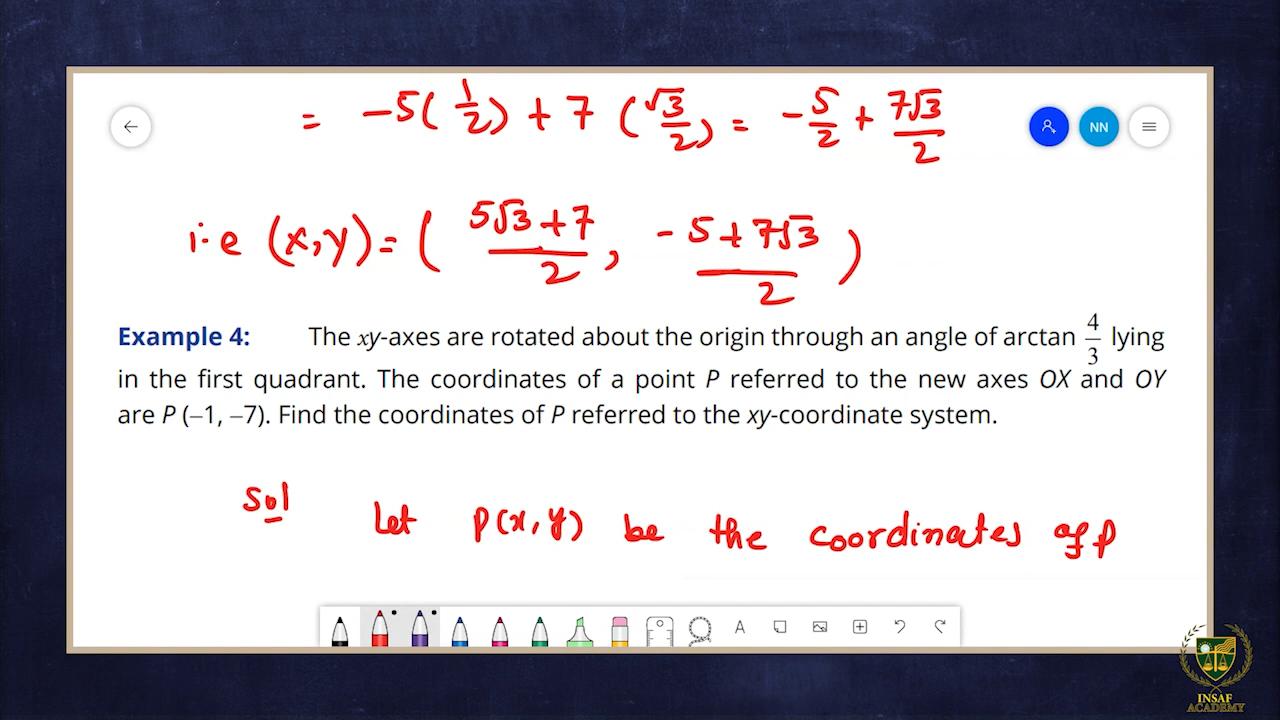 = -5(1/2) + 7 (√3/2) = -5/2 + 7√3/2
i.e (x,y)= ( 5√3+7/2, -5+7√3/2 )
NN
Example 4: The xy-axes are rotated about the origin through an angle of arctan 4/3 lying
in the first quadrant. The coordinates of a point P referred to the new axes OX and OY
are P (–1, –7). Find the coordinates of P referred to the xy-coordinate system.
Sol Let P(x,y) be the coordinates of P
A
INSAF
ACADEMY